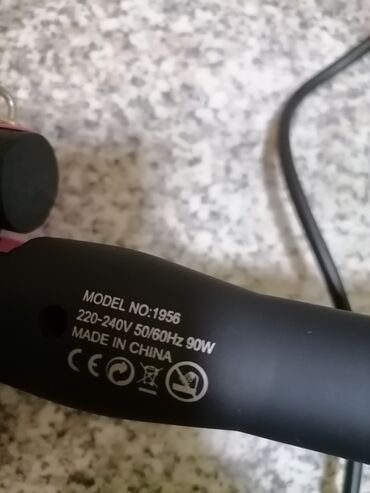 MODEL NO:1956
220-240V 50/60Hz 90W
MADE IN CHINA
CE